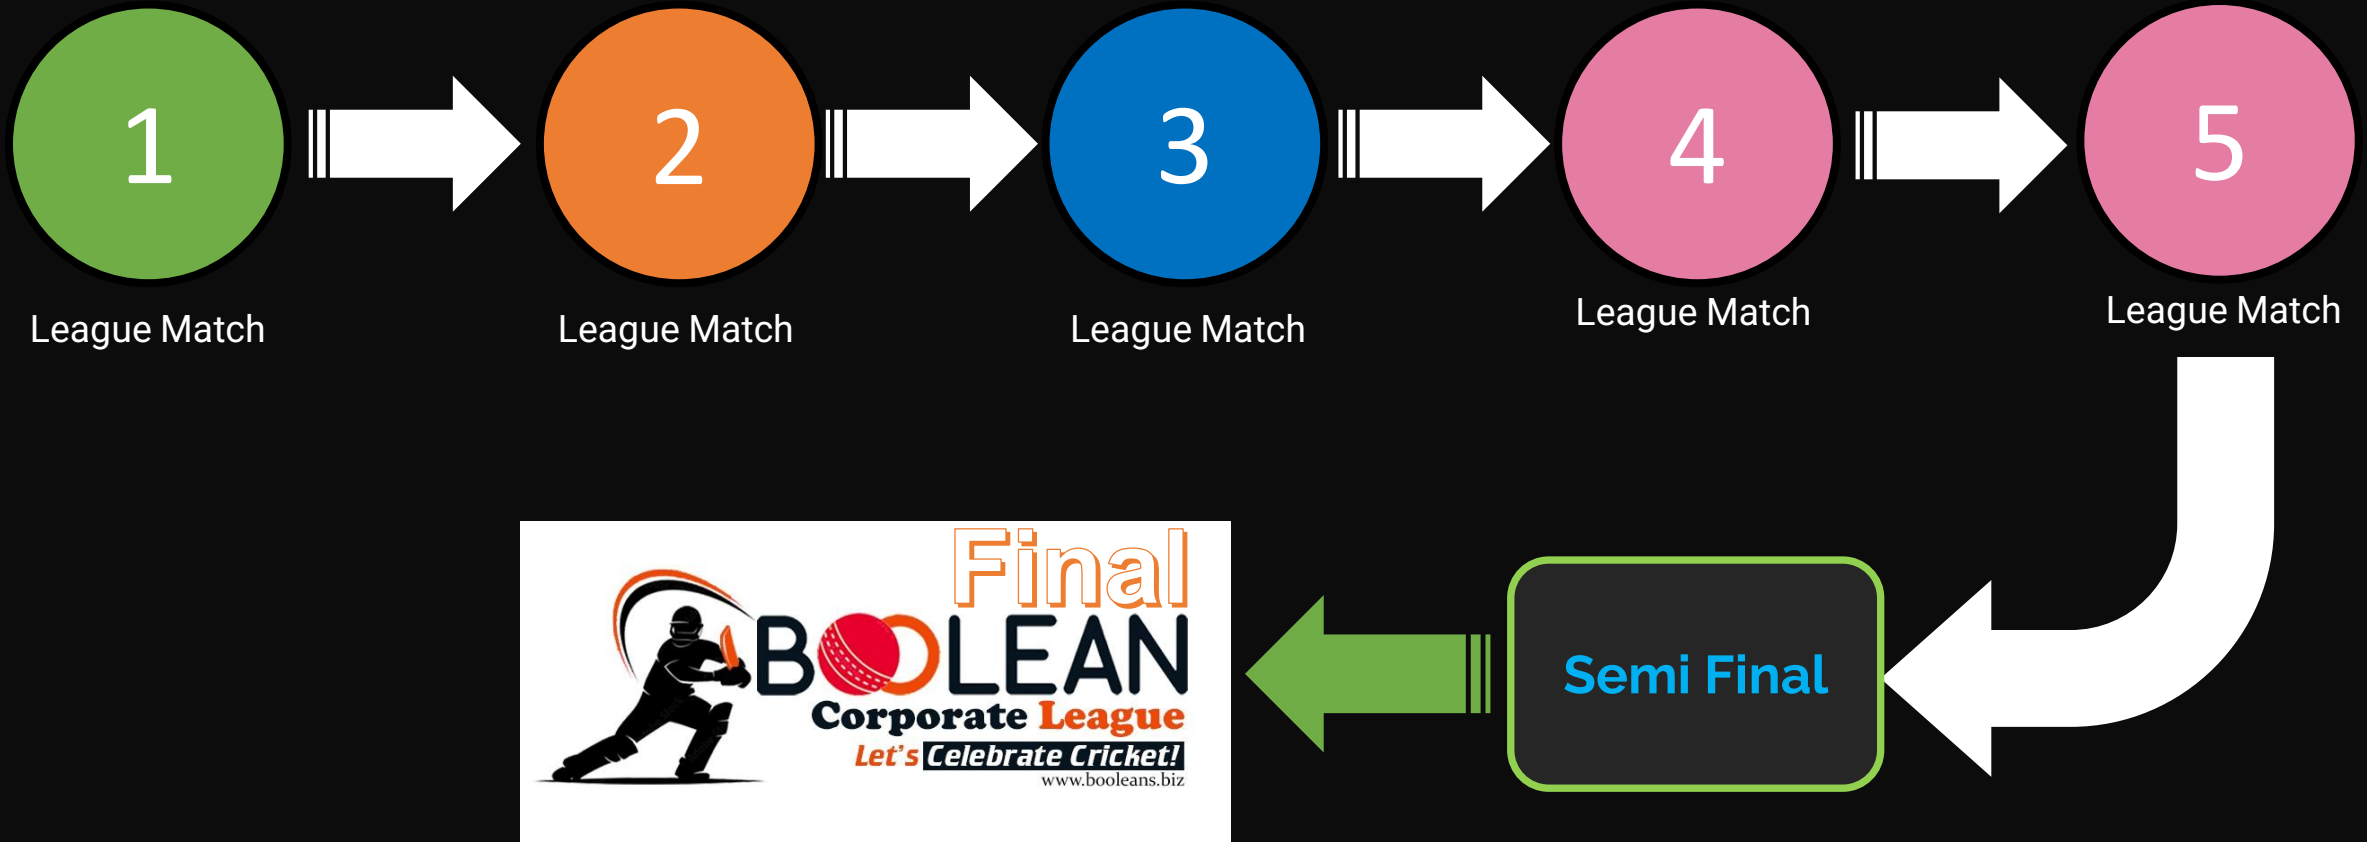 1
2
3
4
5
League Match
League Match
League Match
League Match
League Match
Final
BOOLEAN
Corporate League
Let's Celebrate Cricket!
www.booleans.biz
Semi Final